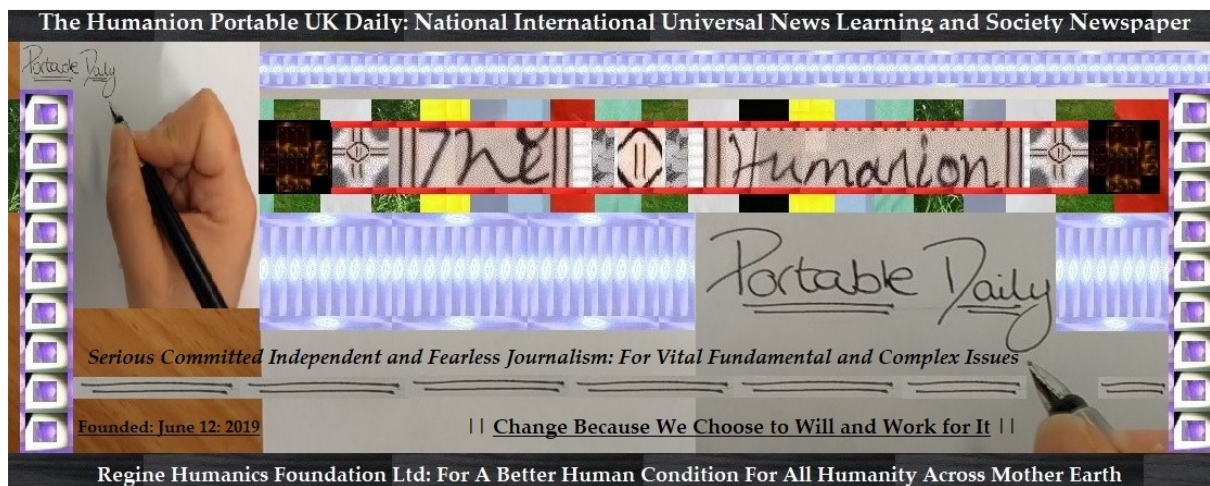 The Humanion Portable UK Daily: National International Universal News Learning and Society Newspaper
Portable Daily
The Humanion
Portable Daily
Serious Committed Independent and Fearless Journalism: For Vital Fundamental and Complex Issues
Founded: June 12: 2019
|| Change Because We Choose to Will and Work for It ||
Regine Humanics Foundation Ltd: For A Better Human Condition For All Humanity Across Mother Earth